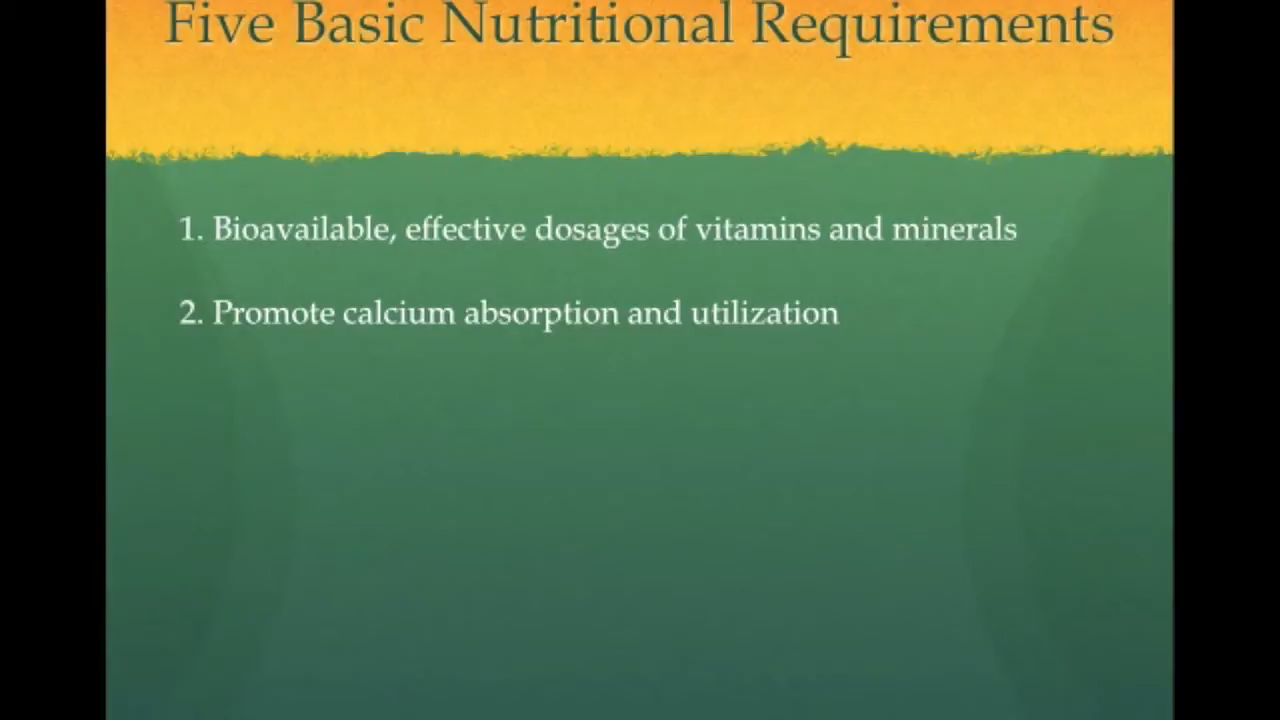 Five Basic Nutritional Requirements
1. Bioavailable, effective dosages of vitamins and minerals
2. Promote calcium absorption and utilization